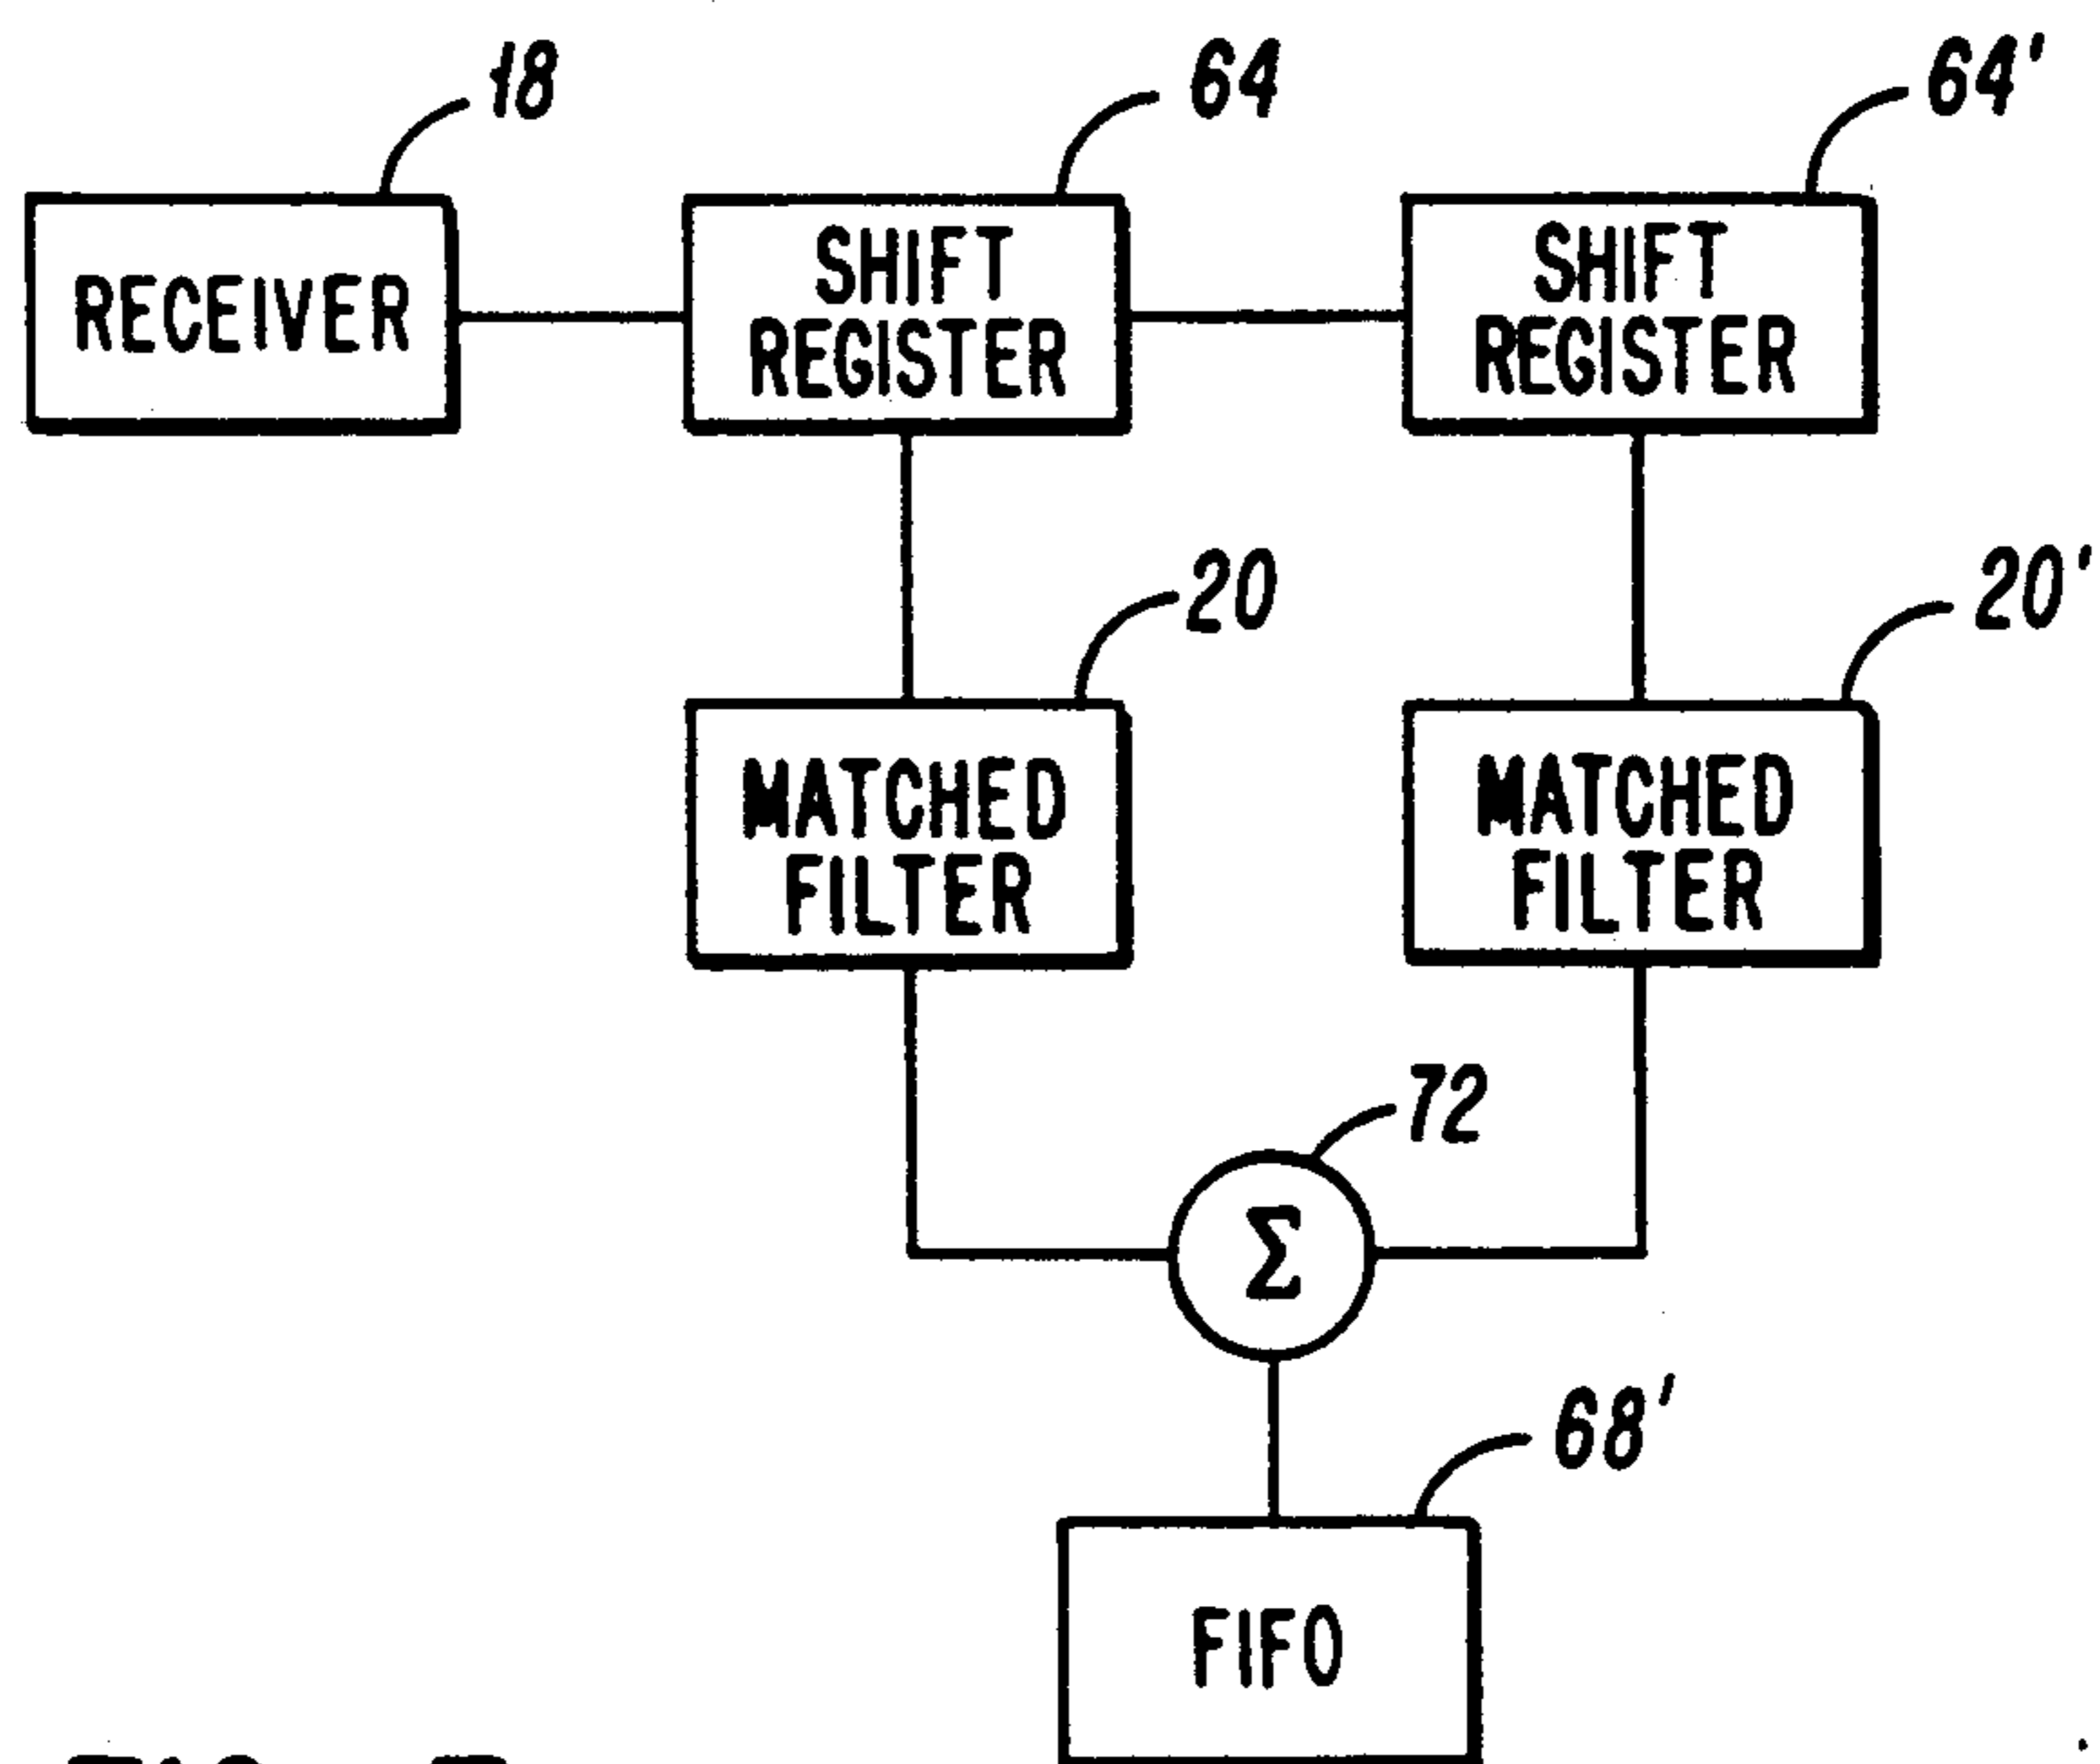 18
64
64'
RECEIVER
SHIFT
REGISTER
SHIFT
REGISTER
20
20'
MATCHED
FILTER
MATCHED
FILTER
72
Σ
68'
FIFO